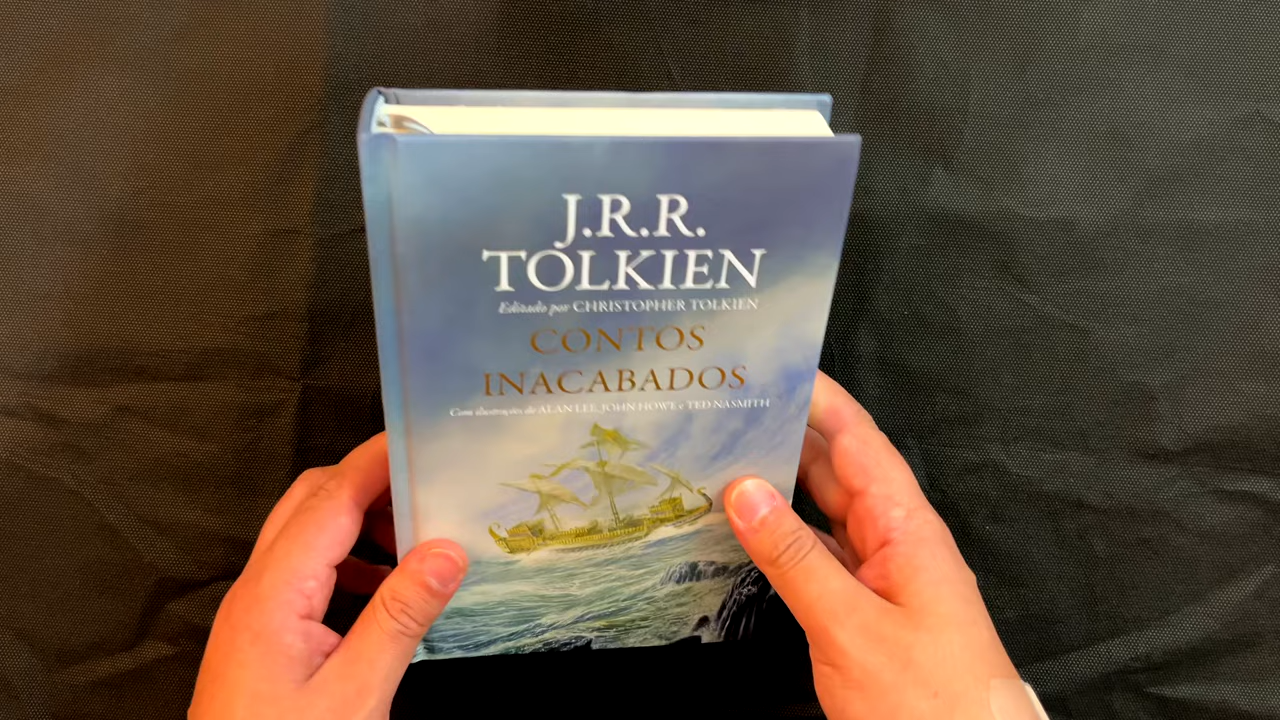 J.R.R.
TOLKIEN
Editado por CHRISTOPHER TOLKIEN
CONTOS
INACABADOS
Com ilustrações de ALAN LEE, JOHN HOWE e TED NASMITH